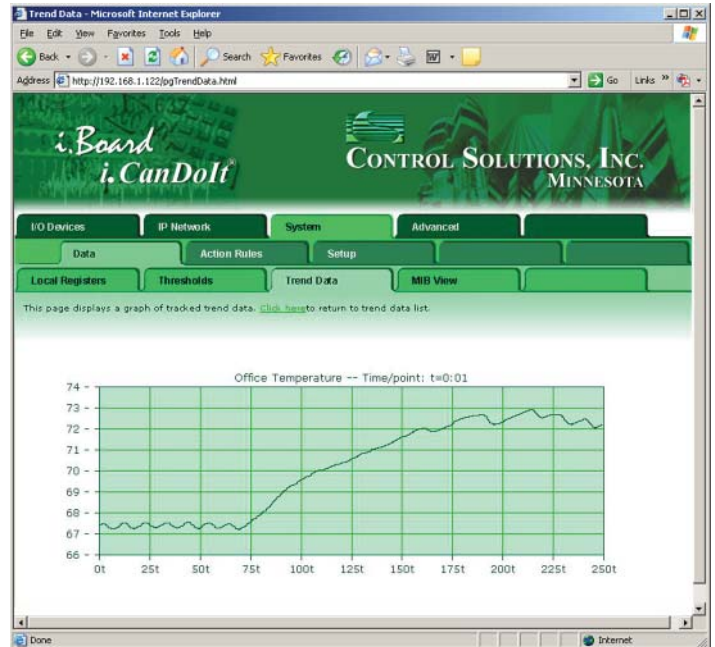 Trend Data - Microsoft Internet Explorer
File Edit View Favorites Tools Help
Back Search Favorites
Address http://192.168.1.122/pgTrendData.html Go Links »
i.Board
i.CanDoIt®
CONTROL SOLUTIONS, INC.
MINNESOTA
I/O Devices IP Network System Advanced
Data Action Rules Setup
Local Registers Thresholds Trend Data MIB View
This page displays a graph of tracked trend data. Click hereto return to trend data list.
Office Temperature -- Time/point: t=0:01
74
73
72
71
70
69
68
67
66
0t 25t 50t 75t 100t 125t 150t 175t 200t 225t 250t
Done Internet